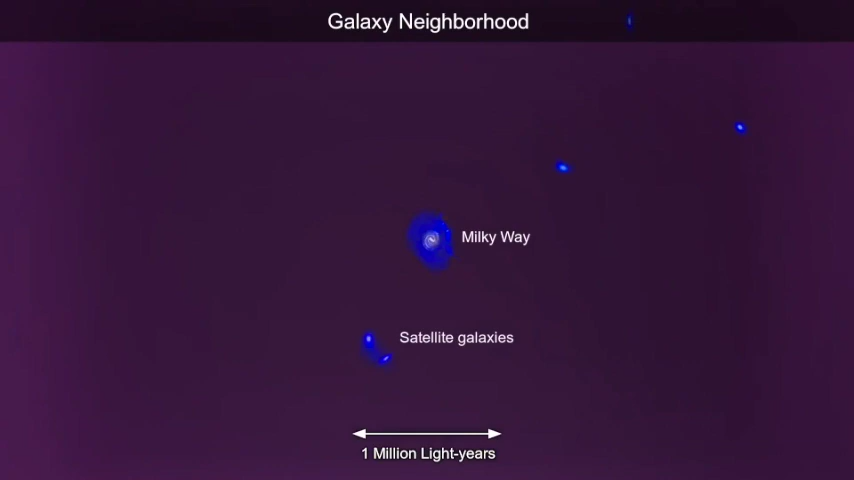 Galaxy Neighborhood
Milky Way
Satellite galaxies
1 Million Light-years